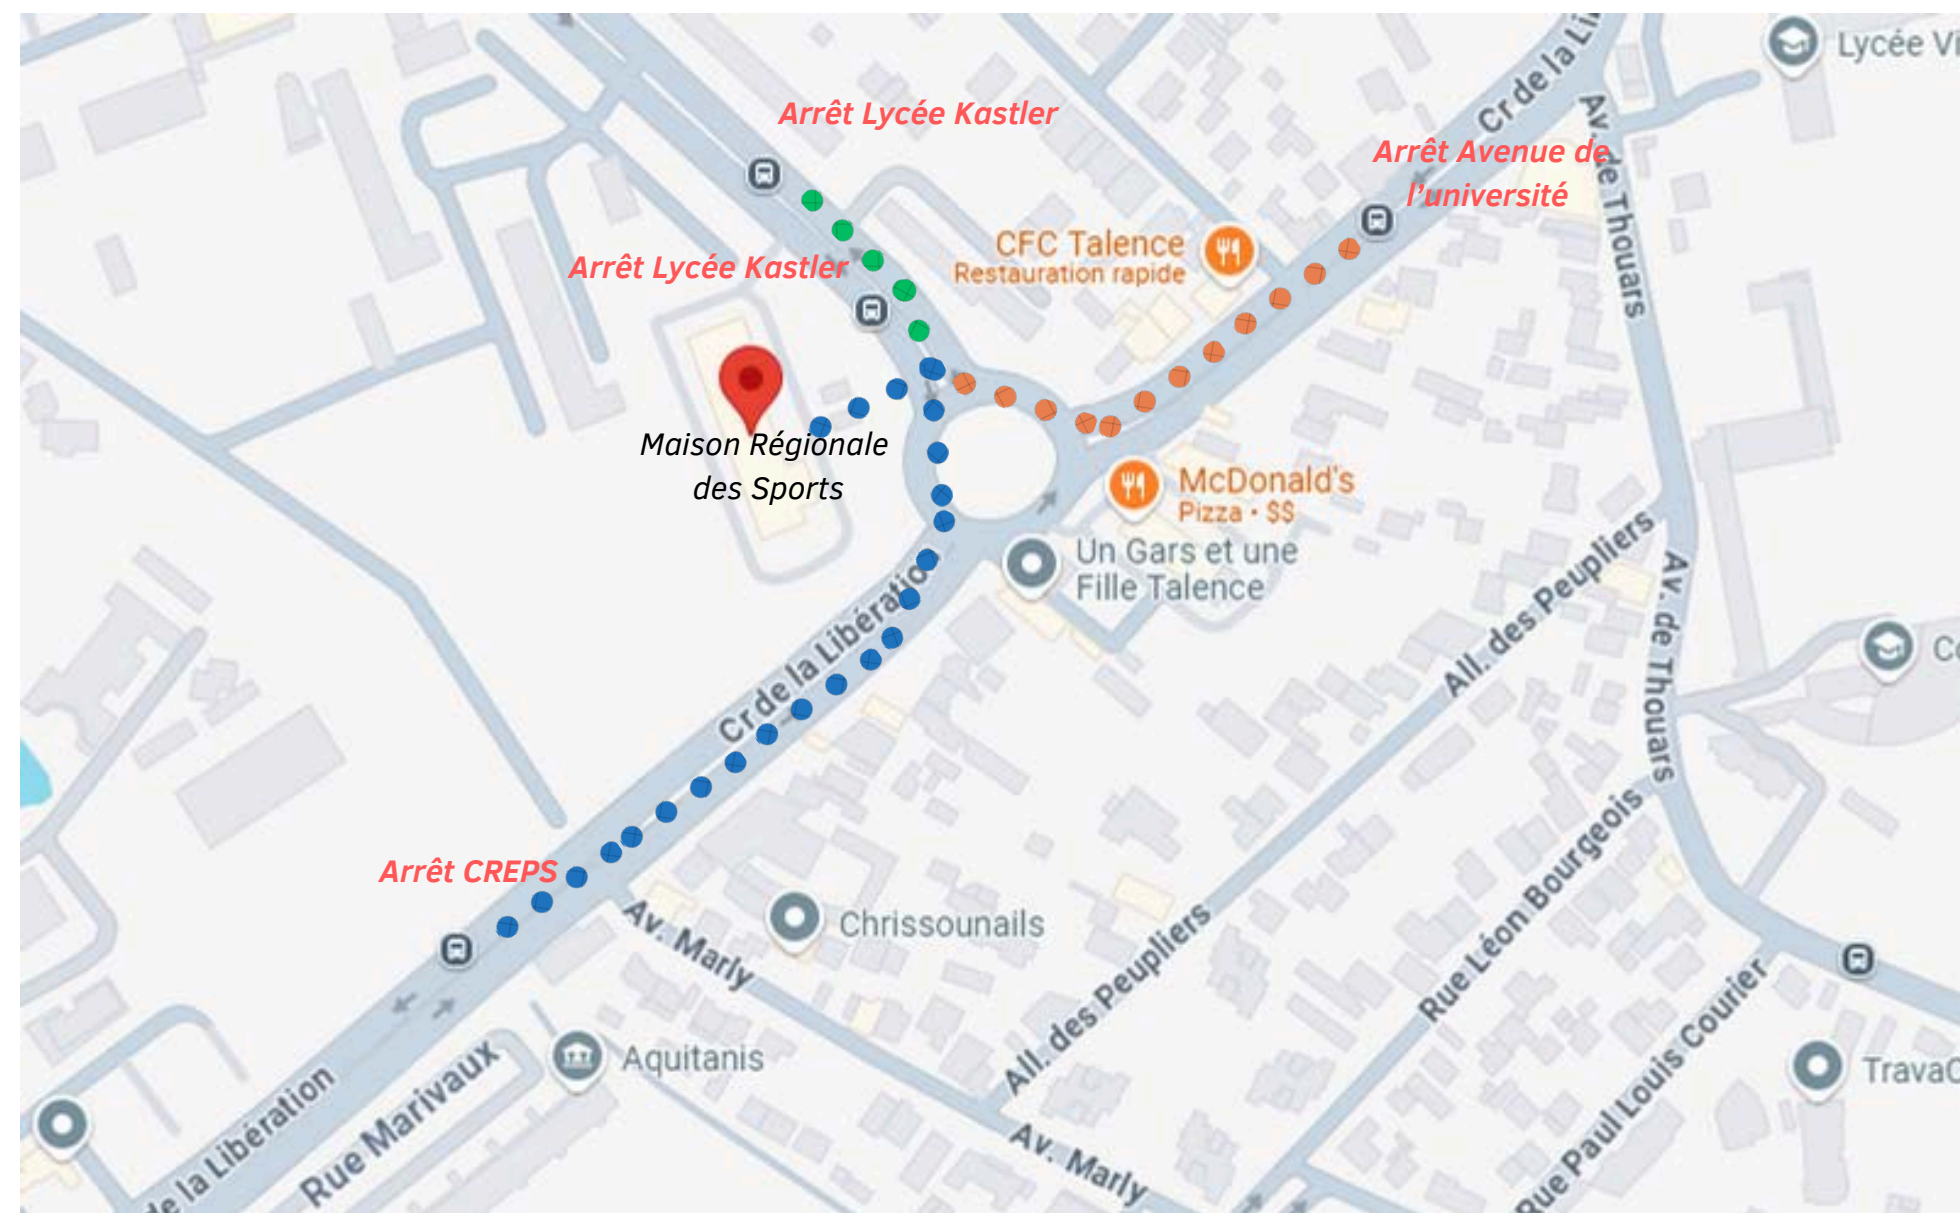 Lycée Vi
Cr de la Li
Arrêt Lycée Kastler
Av. de Thouars
Arrêt Avenue de
l'université
CFC Talence
Restauration rapide
Arrêt Lycée Kastler
Maison Régionale
des Sports
McDonald's
Pizza • $$
Un Gars et une
Fille Talence
All. des Peupliers
Av. de Thouars
Cr de la Libération
Co
Arrêt CREPS
Chrissounails
Av. Marly
Rue Léon Bourgeois
All. des Peupliers
Rue Paul Louis Courier
Aquitanis
TravaC
de la Libération
Rue Marivaux
Av. Marly